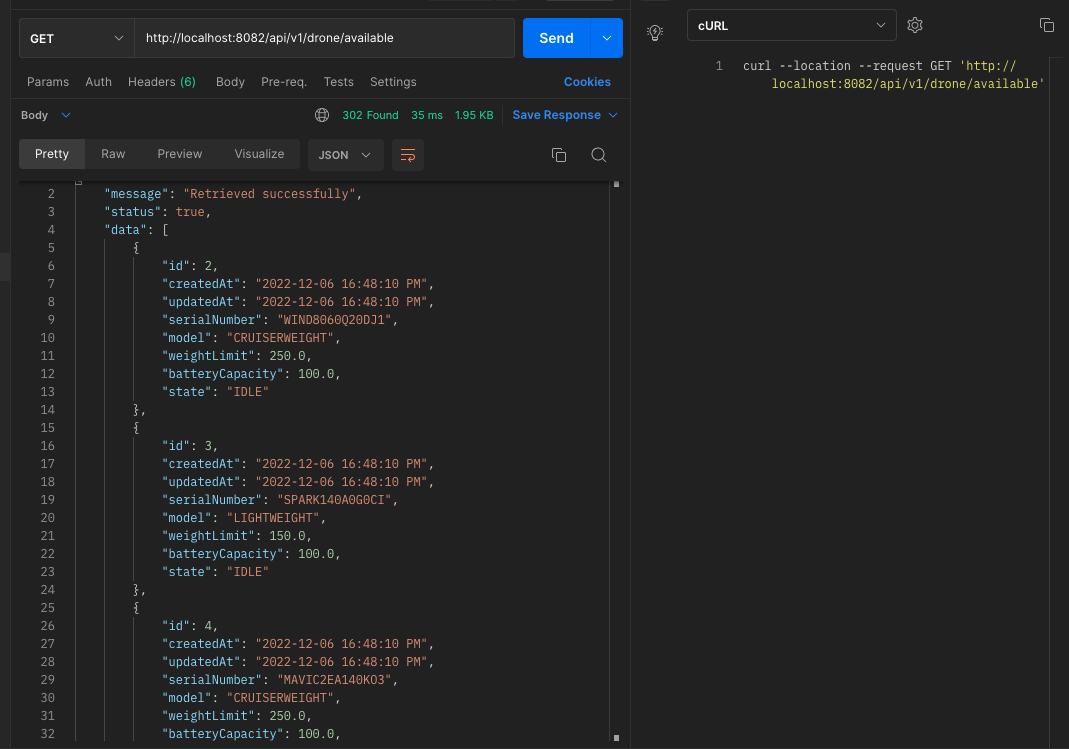 GET
http://localhost:8082/api/v1/drone/available
Send
Params Auth Headers (6) Body Pre-req. Tests Settings Cookies
Body 302 Found 35 ms 1.95 KB Save Response
Pretty Raw Preview Visualize JSON
2 "message": "Retrieved successfully",
3 "status": true,
4 "data": [
5 {
6 "id": 2,
7 "createdAt": "2022-12-06 16:48:10 PM",
8 "updatedAt": "2022-12-06 16:48:10 PM",
9 "serialNumber": "WIND8060Q20DJ1",
10 "model": "CRUISERWEIGHT",
11 "weightLimit": 250.0,
12 "batteryCapacity": 100.0,
13 "state": "IDLE"
14 },
15 {
16 "id": 3,
17 "createdAt": "2022-12-06 16:48:10 PM",
18 "updatedAt": "2022-12-06 16:48:10 PM",
19 "serialNumber": "SPARK140A0G0CI",
20 "model": "LIGHTWEIGHT",
21 "weightLimit": 150.0,
22 "batteryCapacity": 100.0,
23 "state": "IDLE"
24 },
25 {
26 "id": 4,
27 "createdAt": "2022-12-06 16:48:10 PM",
28 "updatedAt": "2022-12-06 16:48:10 PM",
29 "serialNumber": "MAVIC2EA140KO3",
30 "model": "CRUISERWEIGHT",
31 "weightLimit": 250.0,
32 "batteryCapacity": 100.0,
cURL
1 curl --location --request GET 'http://
localhost:8082/api/v1/drone/available'